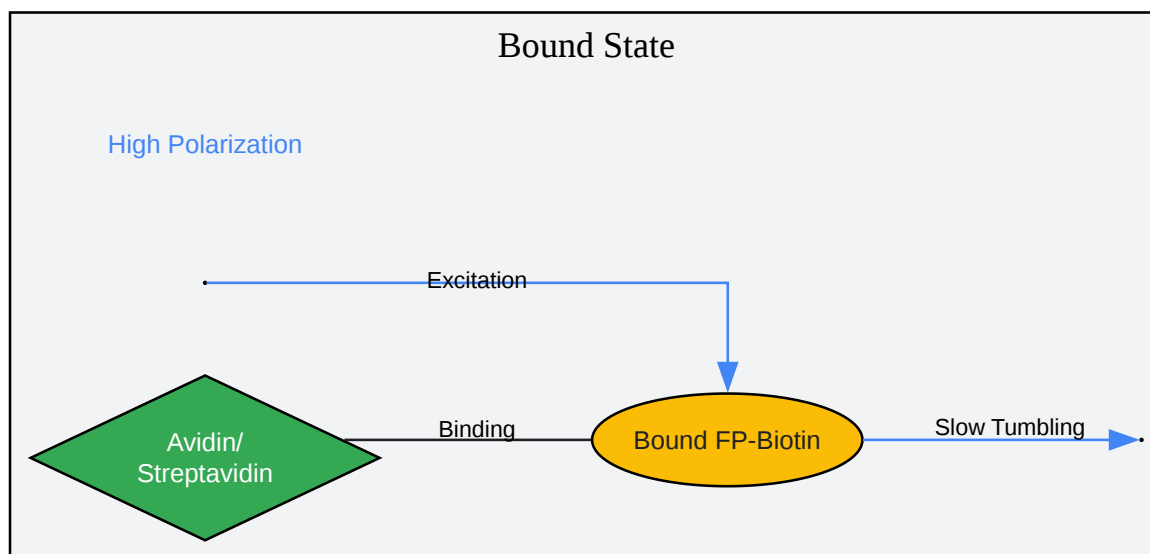 Bound State
High Polarization
Excitation
Avidin/
Streptavidin
Binding
Bound FP-Biotin
Slow Tumbling